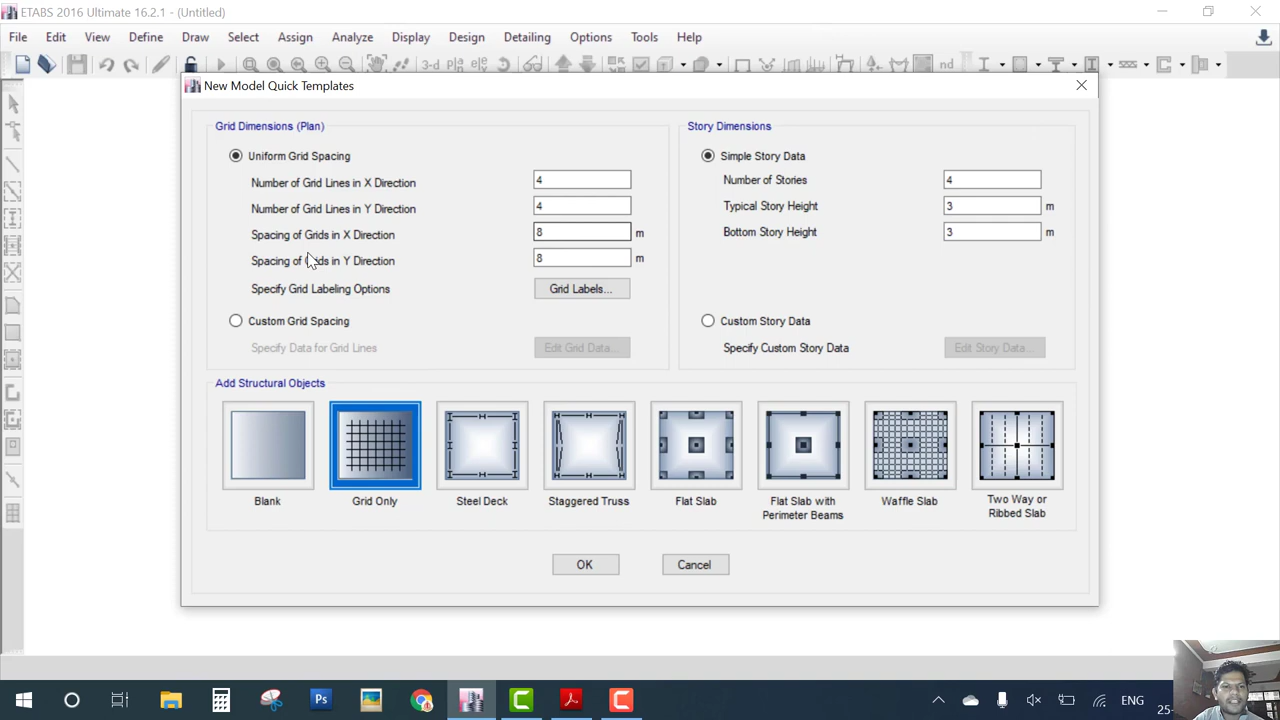 ETABS 2016 Ultimate 16.2.1 - (Untitled)
File Edit View Define Draw Select Assign Analyze Display Design Detailing Options Tools Help
3-d Pla ele nd
New Model Quick Templates
Grid Dimensions (Plan)
Uniform Grid Spacing
Number of Grid Lines in X Direction 4
Number of Grid Lines in Y Direction 4
Spacing of Grids in X Direction 8 m
Spacing of Grids in Y Direction 8 m
Specify Grid Labeling Options Grid Labels...
Custom Grid Spacing
Specify Data for Grid Lines Edit Grid Data...
Story Dimensions
Simple Story Data
Number of Stories 4
Typical Story Height 3 m
Bottom Story Height 3 m
Custom Story Data
Specify Custom Story Data Edit Story Data...
Add Structural Objects
Blank
Grid Only
Steel Deck
Staggered Truss
Flat Slab
Flat Slab with
Perimeter Beams
Waffle Slab
Two Way or
Ribbed Slab
OK Cancel
Ps
ENG
25-